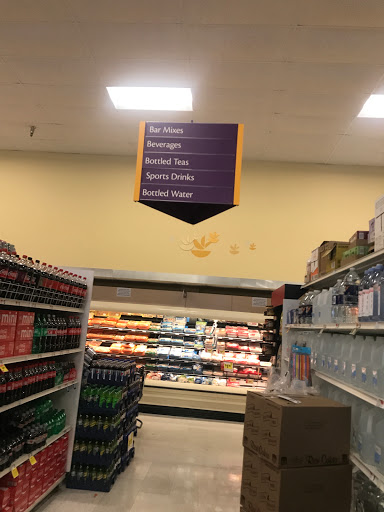 Bar Mixes
Beverages
Bottled Teas
Sports Drinks
Bottled Water